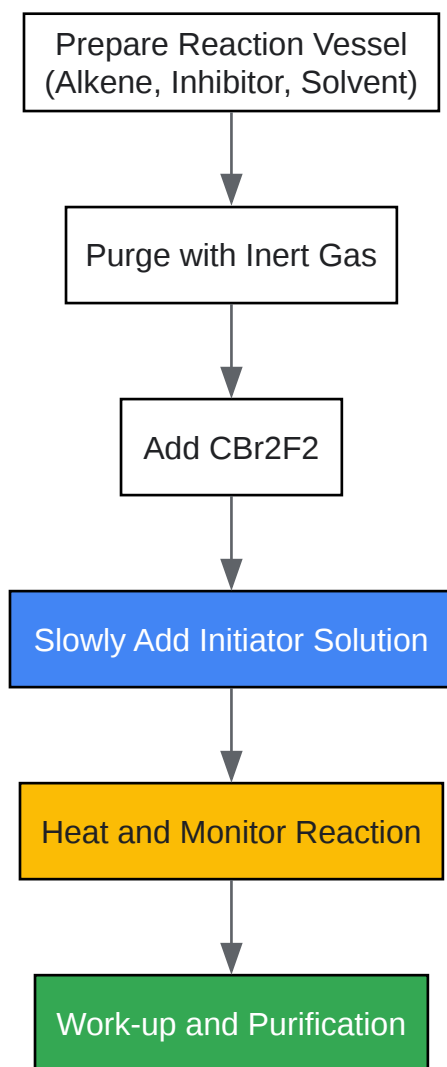 Prepare Reaction Vessel
(Alkene, Inhibitor, Solvent)
Purge with Inert Gas
Add CBr2F2
Slowly Add Initiator Solution
Heat and Monitor Reaction
Work-up and Purification